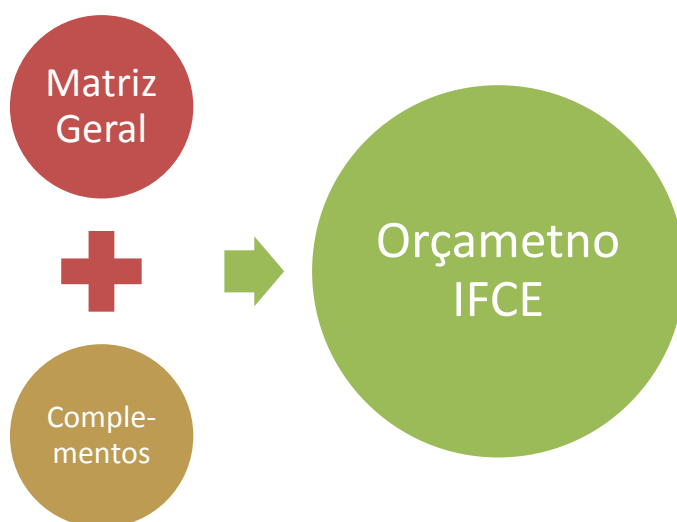 Matriz
Geral
Comple-
mentos
Orçametno
IFCE